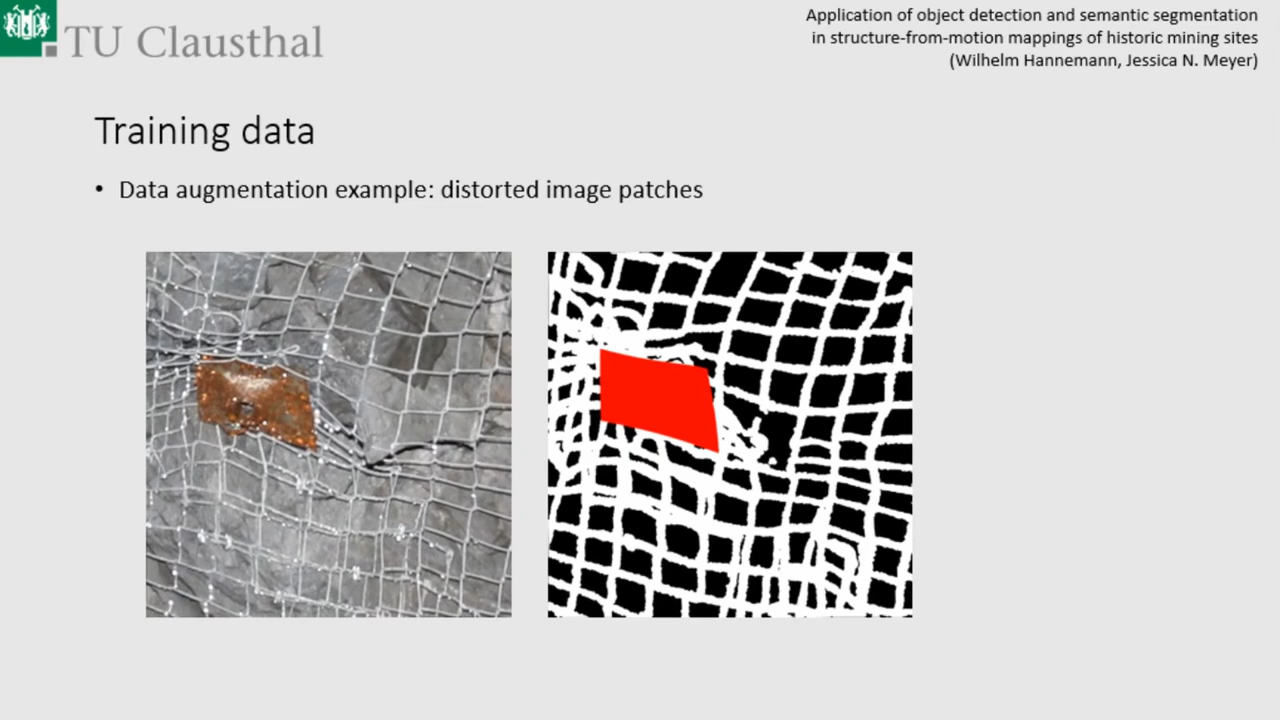 TU Clausthal
Application of object detection and semantic segmentation
in structure-from-motion mappings of historic mining sites
(Wilhelm Hannemann, Jessica N. Meyer)
Training data
• Data augmentation example: distorted image patches